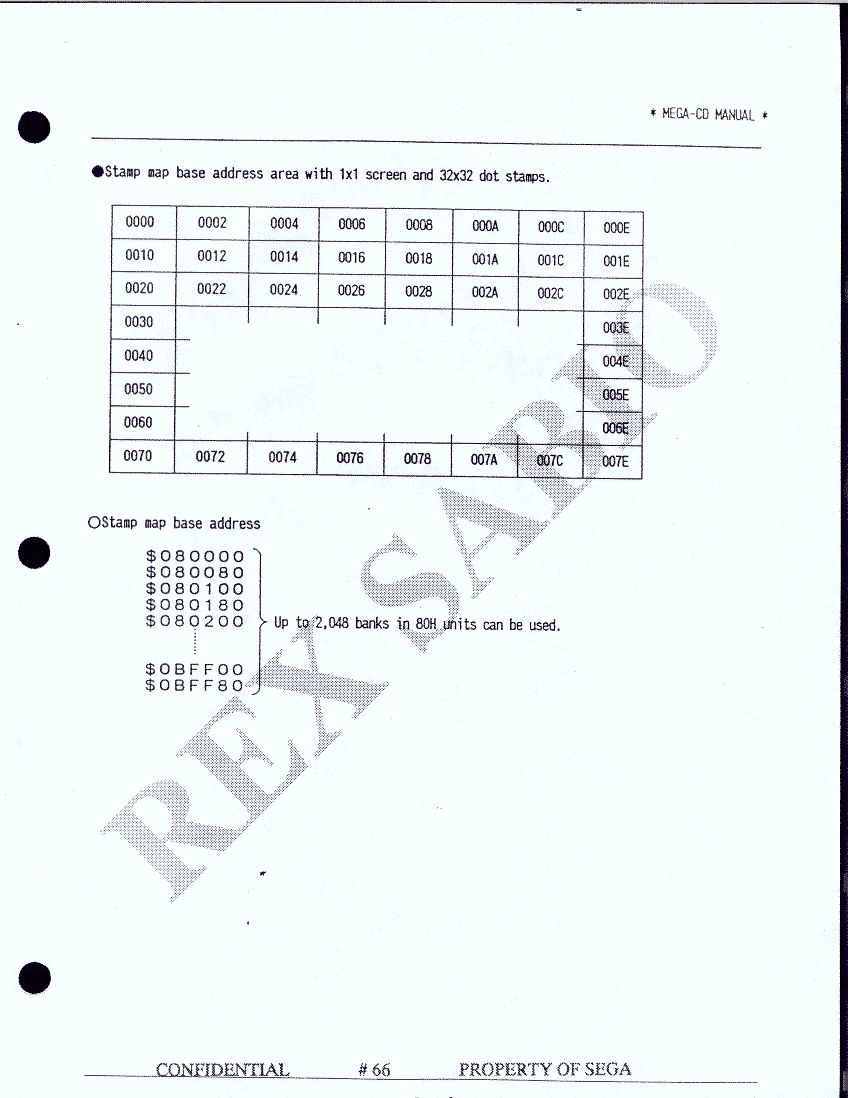 * MEGA-CD MANUAL *
●Stamp map base address area with 1x1 screen and 32x32 dot stamps.
0000 0002 0004 0006 0008 000A 000C 000E
0010 0012 0014 0016 0018 001A 001C 001E
0020 0022 0024 0026 0028 002A 002C 002E
0030 003E
0040 004E
0050 005E
0060 006E
0070 0072 0074 0076 0078 007A 007C 007E
○Stamp map base address
$080000
$080080
$080100
$080180
$080200 Up to 2,048 banks in 80H units can be used.
$0BFF00
$0BFF80
REX SABIO
CONFIDENTIAL # 66 PROPERTY OF SEGA